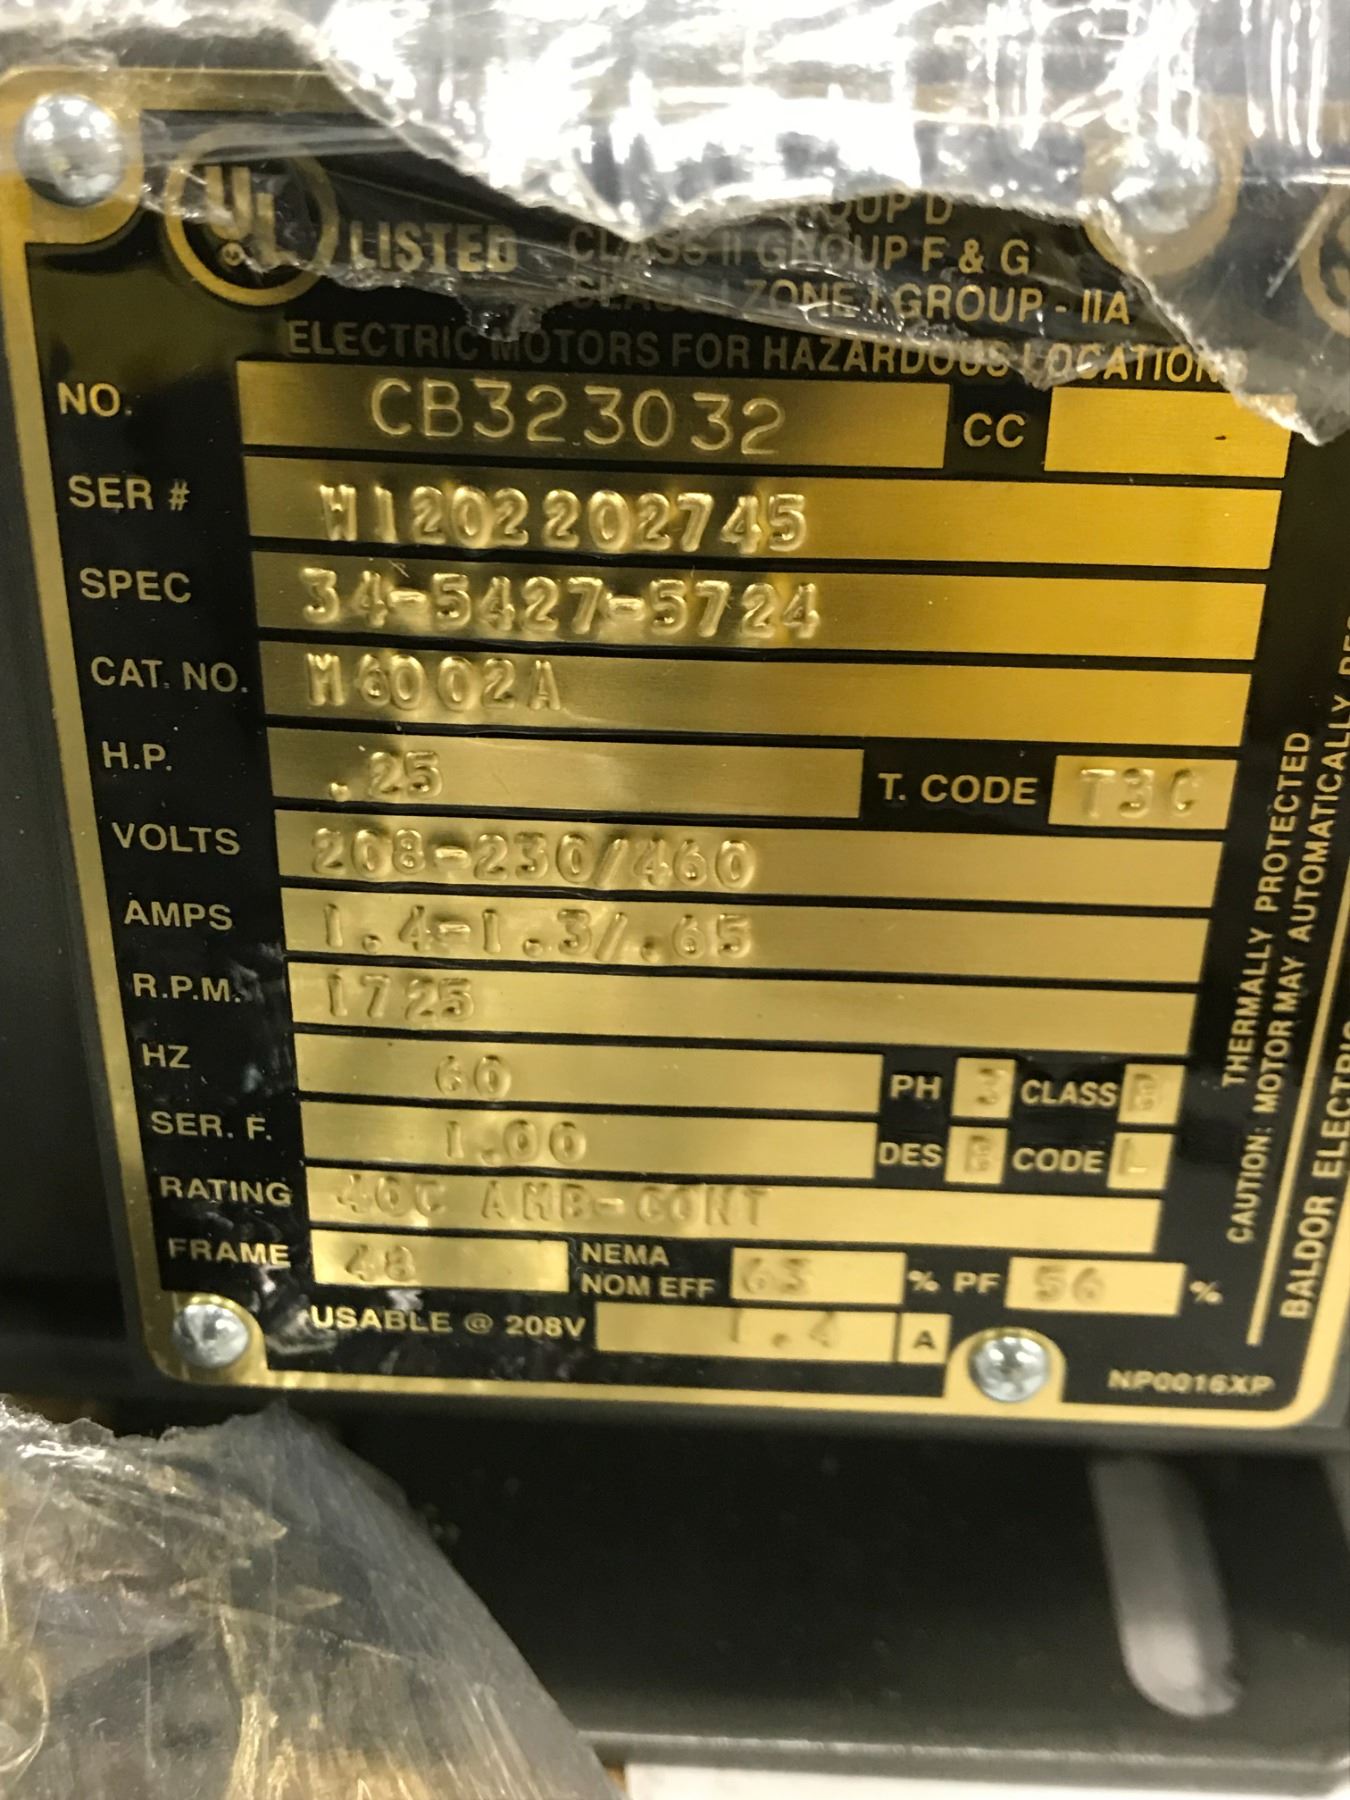 UL LISTED
GROUP D
CLASS II GROUP F & G
CLASS I ZONE I GROUP - IIA
ELECTRIC MOTORS FOR HAZARDOUS LOCATIONS
NO. CB323032 CC
SER # W1202202745
SPEC 34-5427-5724
CAT. NO. M6002A
H.P. .25 T. CODE T3C
VOLTS 208-230/460
AMPS 1.4-1.3/.65
R.P.M. 1725
HZ 60 PH 3 CLASS B
SER. F. 1.00 DES B CODE L
RATING 40C AMB-CONT
FRAME 48 NEMA NOM EFF 63 % PF 56 %
USABLE @ 208V 1.4 A
NP0016XP
THERMALLY PROTECTED
CAUTION: MOTOR MAY AUTOMATICALLY
BALDOR ELECTRIC